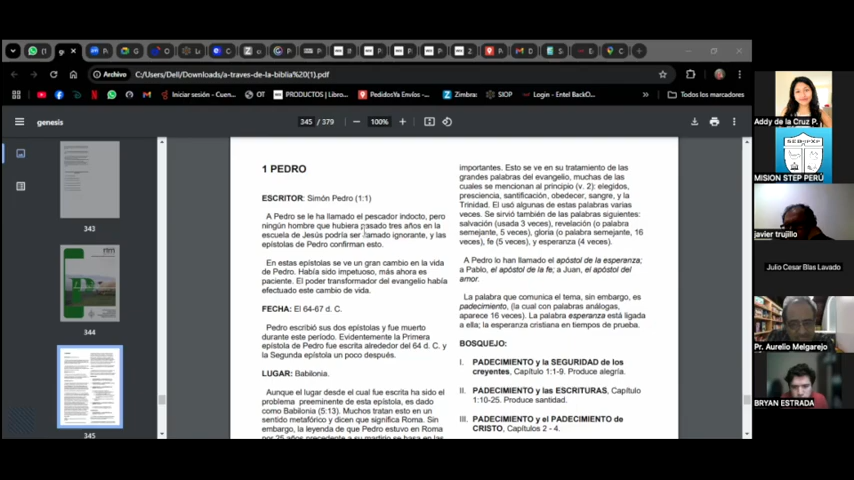 Archivo
C:/Users/Dell/Downloads/a-traves-de-la-biblia%20(1).pdf
Iniciar sesión - Cuen...
OT
PRODUCTOS | Libro...
PedidosYa Envíos -...
Zimbra:
SIOP
Login - Entel BackO...
»
Todos los marcadores
genesis
345 / 379
100%
343
344
345
1 PEDRO
ESCRITOR: Simón Pedro (1:1)
A Pedro se le ha llamado el pescador indocto, pero
ningún hombre que hubiera pasado tres años en la
escuela de Jesús podría ser llamado ignorante, y las
epístolas de Pedro confirman esto.
En estas epístolas se ve un gran cambio en la vida
de Pedro. Había sido impetuoso, más ahora es
paciente. El poder transformador del evangelio había
efectuado este cambio de vida.
FECHA: El 64-67 d. C.
Pedro escribió sus dos epístolas y fue muerto
durante este período. Evidentemente la Primera
epístola de Pedro fue escrita alrededor del 64 d. C. y
la Segunda epístola un poco después.
LUGAR: Babilonia.
Aunque el lugar desde el cual fue escrita ha sido el
problema preeminente de esta epístola, es dado
como Babilonia (5:13). Muchos tratan esto en un
sentido metafórico y dicen que significa Roma. Sin
embargo, la leyenda de que Pedro estuvo en Roma
por 25 años precedente a su martirio se basa en las
importantes. Esto se ve en su tratamiento de las
grandes palabras del evangelio, muchas de las
cuales se mencionan al principio (v. 2): elegidos,
presciencia, santificación, obedecer, sangre, y la
Trinidad. El usó algunas de estas palabras varias
veces. Se sirvió también de las palabras siguientes:
salvación (usada 3 veces), revelación (o palabra
semejante, 5 veces), gloria (o palabra semejante, 16
veces), fe (5 veces), y esperanza (4 veces).
A Pedro lo han llamado el apóstol de la esperanza;
a Pablo, el apóstol de la fe; a Juan, el apóstol del
amor.
La palabra que comunica el tema, sin embargo, es
padecimiento, (la cual con palabras análogas,
aparece 16 veces). La palabra esperanza está ligada
a ella; la esperanza cristiana en tiempos de prueba.
BOSQUEJO:
I. PADECIMIENTO y la SEGURIDAD de los
creyentes, Capítulo 1:1-9. Produce alegría.
II. PADECIMIENTO y las ESCRITURAS, Capítulo
1:10-25. Produce santidad.
III. PADECIMIENTO y el PADECIMIENTO de
CRISTO, Capítulos 2 - 4.
Addy de la Cruz P.
MISION STEP PERÚ
javier trujillo
Julio Cesar Blas Lavado
Pr. Aurelio Melgarejo
BRYAN ESTRADA